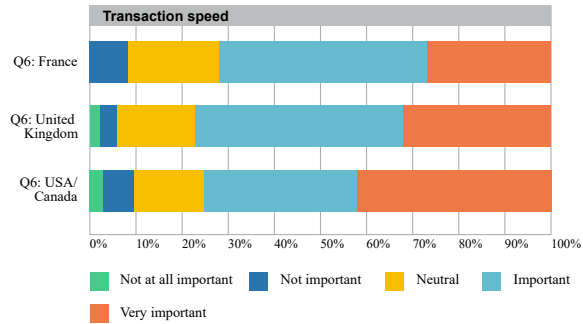 Transaction speed
Q6: France
Q6: United
Kingdom
Q6: USA/
Canada
0% 10% 20% 30% 40% 50% 60% 70% 80% 90% 100%
Not at all important Not important Neutral Important
Very important